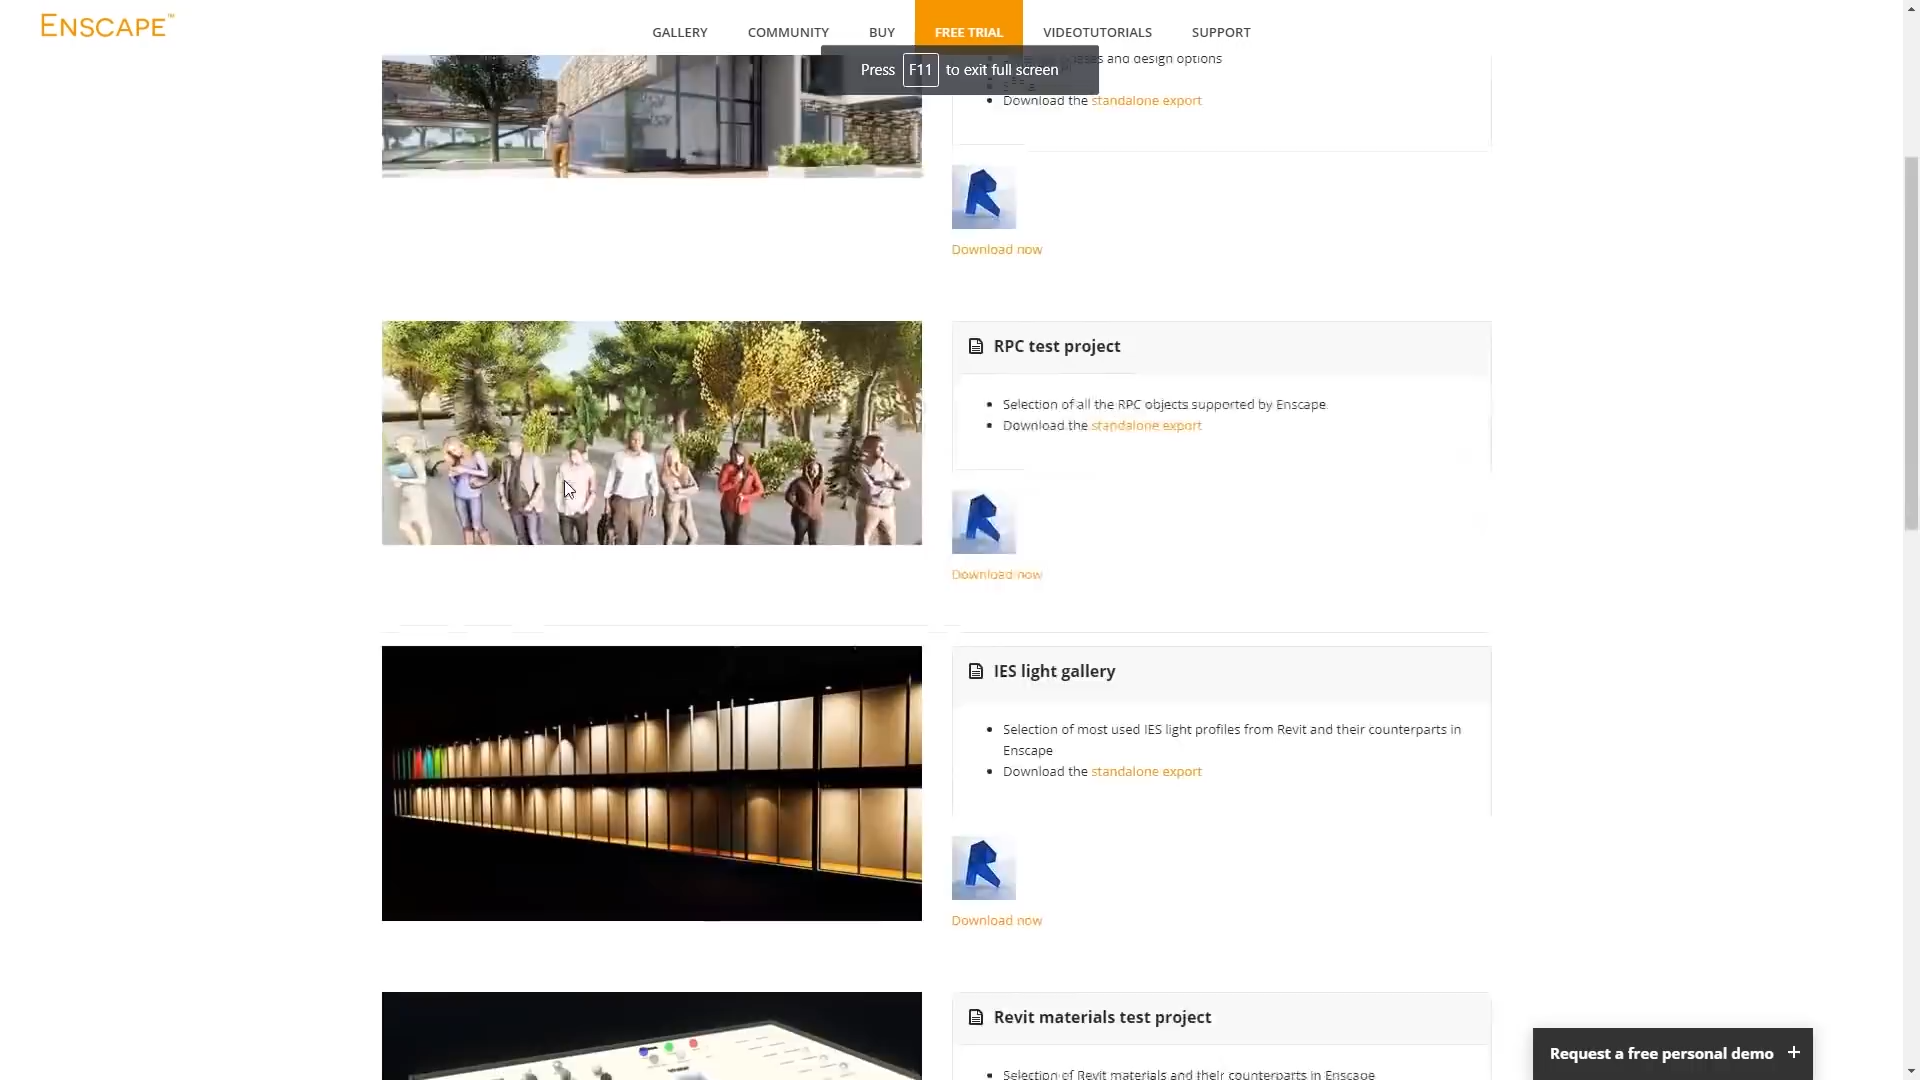 ENSCAPE™
GALLERY COMMUNITY BUY FREE TRIAL VIDEOTUTORIALS SUPPORT
Press F11 to exit full screen
and design options
Download the standalone export
Download now
RPC test project
Selection of all the RPC objects supported by Enscape
Download the standalone export
Download now
IES light gallery
Selection of most used IES light profiles from Revit and their counterparts in
Enscape
Download the standalone export
Download now
Revit materials test project
Selection of Revit materials and their counterparts in Enscape
Request a free personal demo +